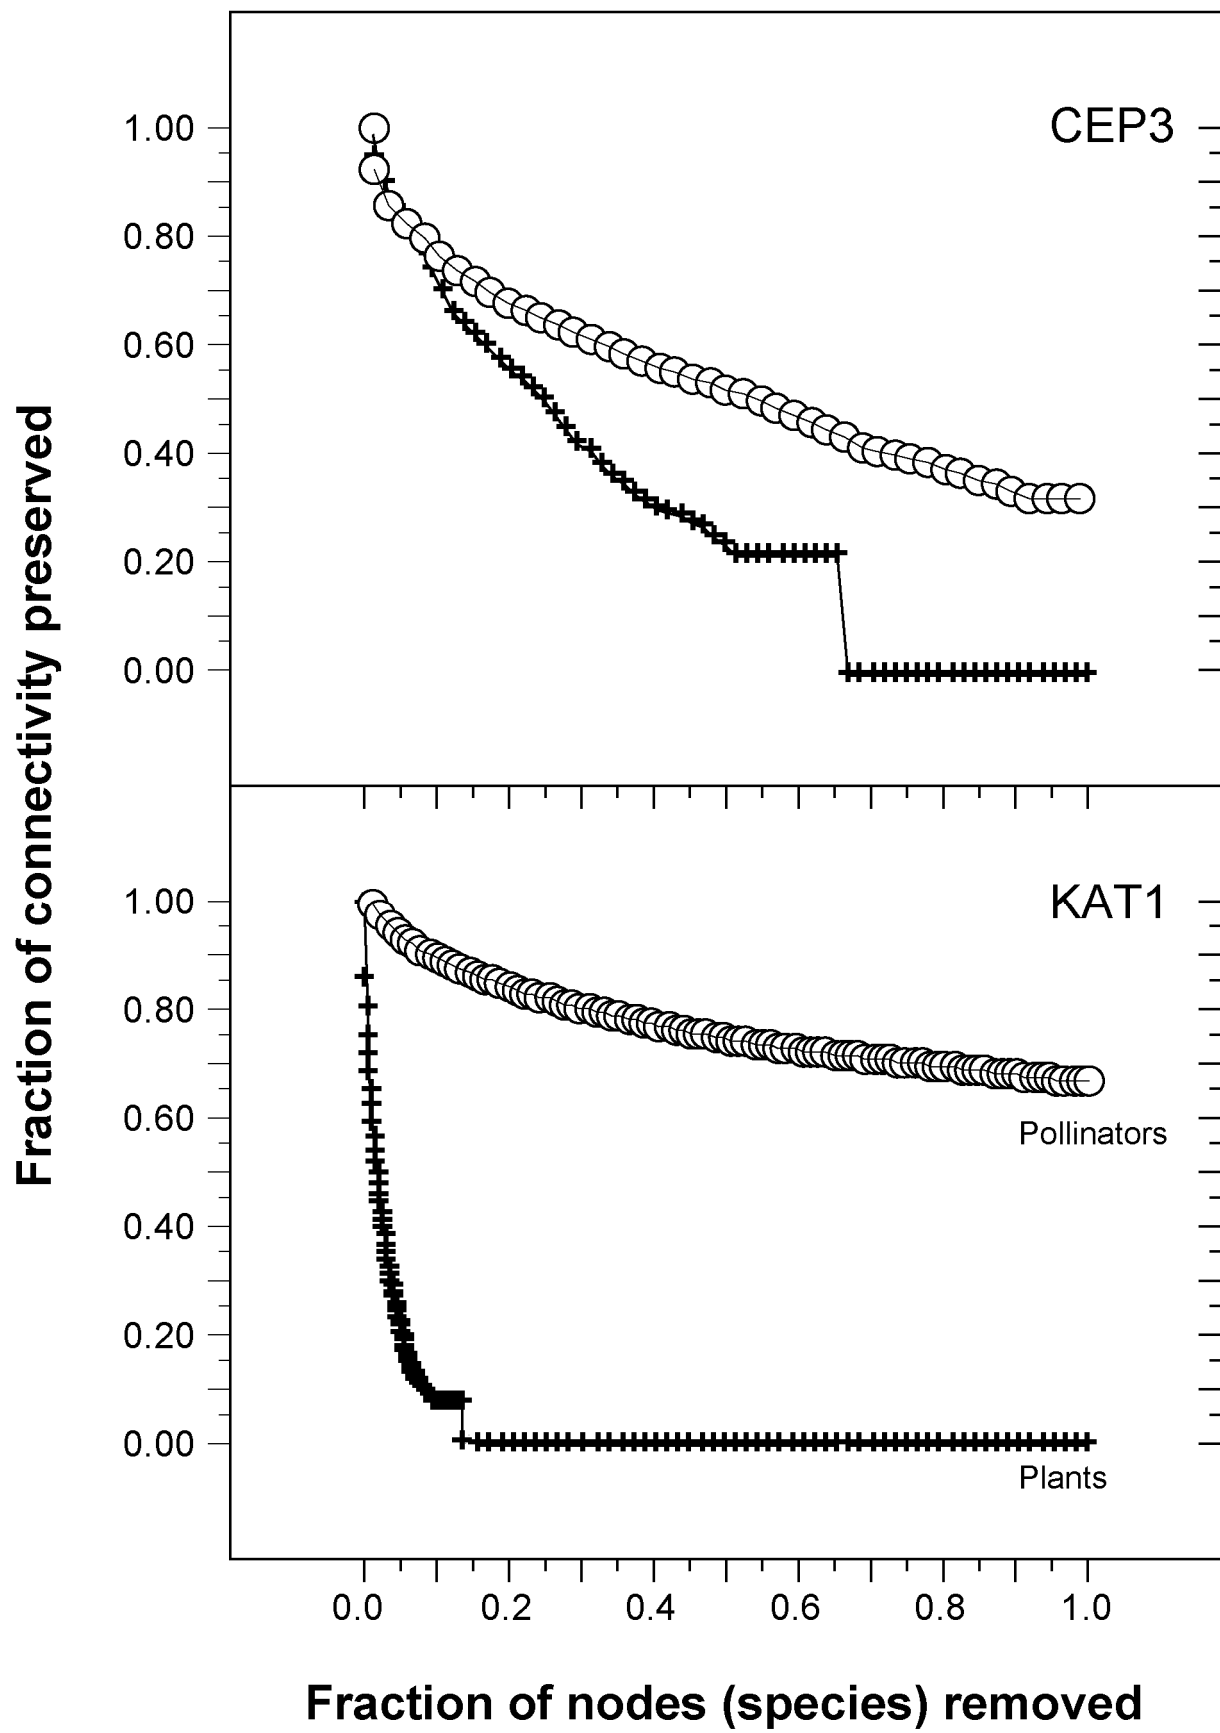 Fraction of connectivity preserved
CEP3
1.00
0.80
0.60
0.40
0.20
0.00
KAT1
1.00
0.80
0.60
0.40
0.20
0.00
Pollinators
Plants
0.0 0.2 0.4 0.6 0.8 1.0
Fraction of nodes (species) removed